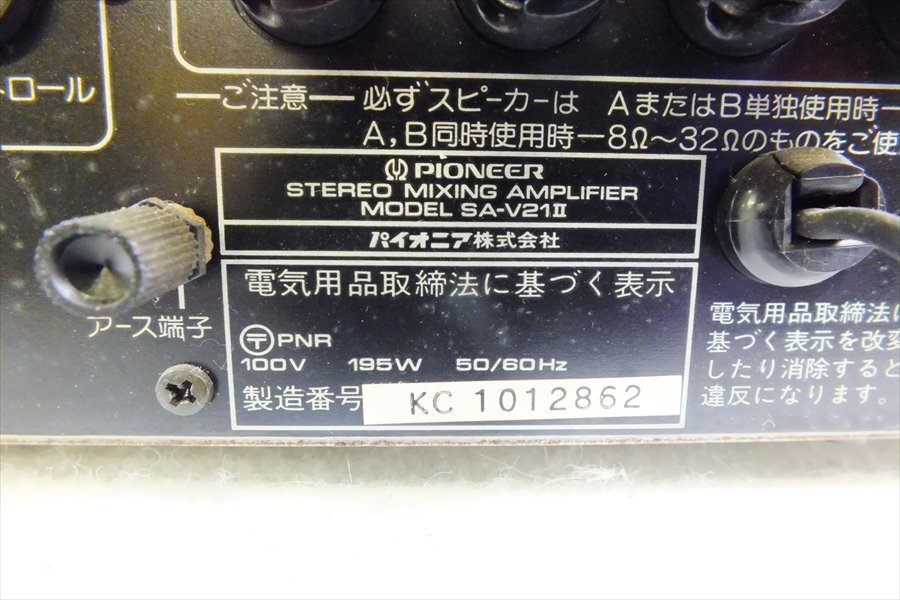 トロール
ご注意 必ずスピーカーは AまたはB単独使用時ー
A,B同時使用時ー8Ω〜32Ωのものをご使
PIONEER
STEREO MIXING AMPLIFIER
MODEL SA-V21II
パイオニア株式会社
電気用品取締法に基づく表示
〒PNR
100V 195W 50/60Hz
製造番号 KC 1012862
アース端子
電気用品取締法に
基づく表示を改変
したり消除すると
違反になります。